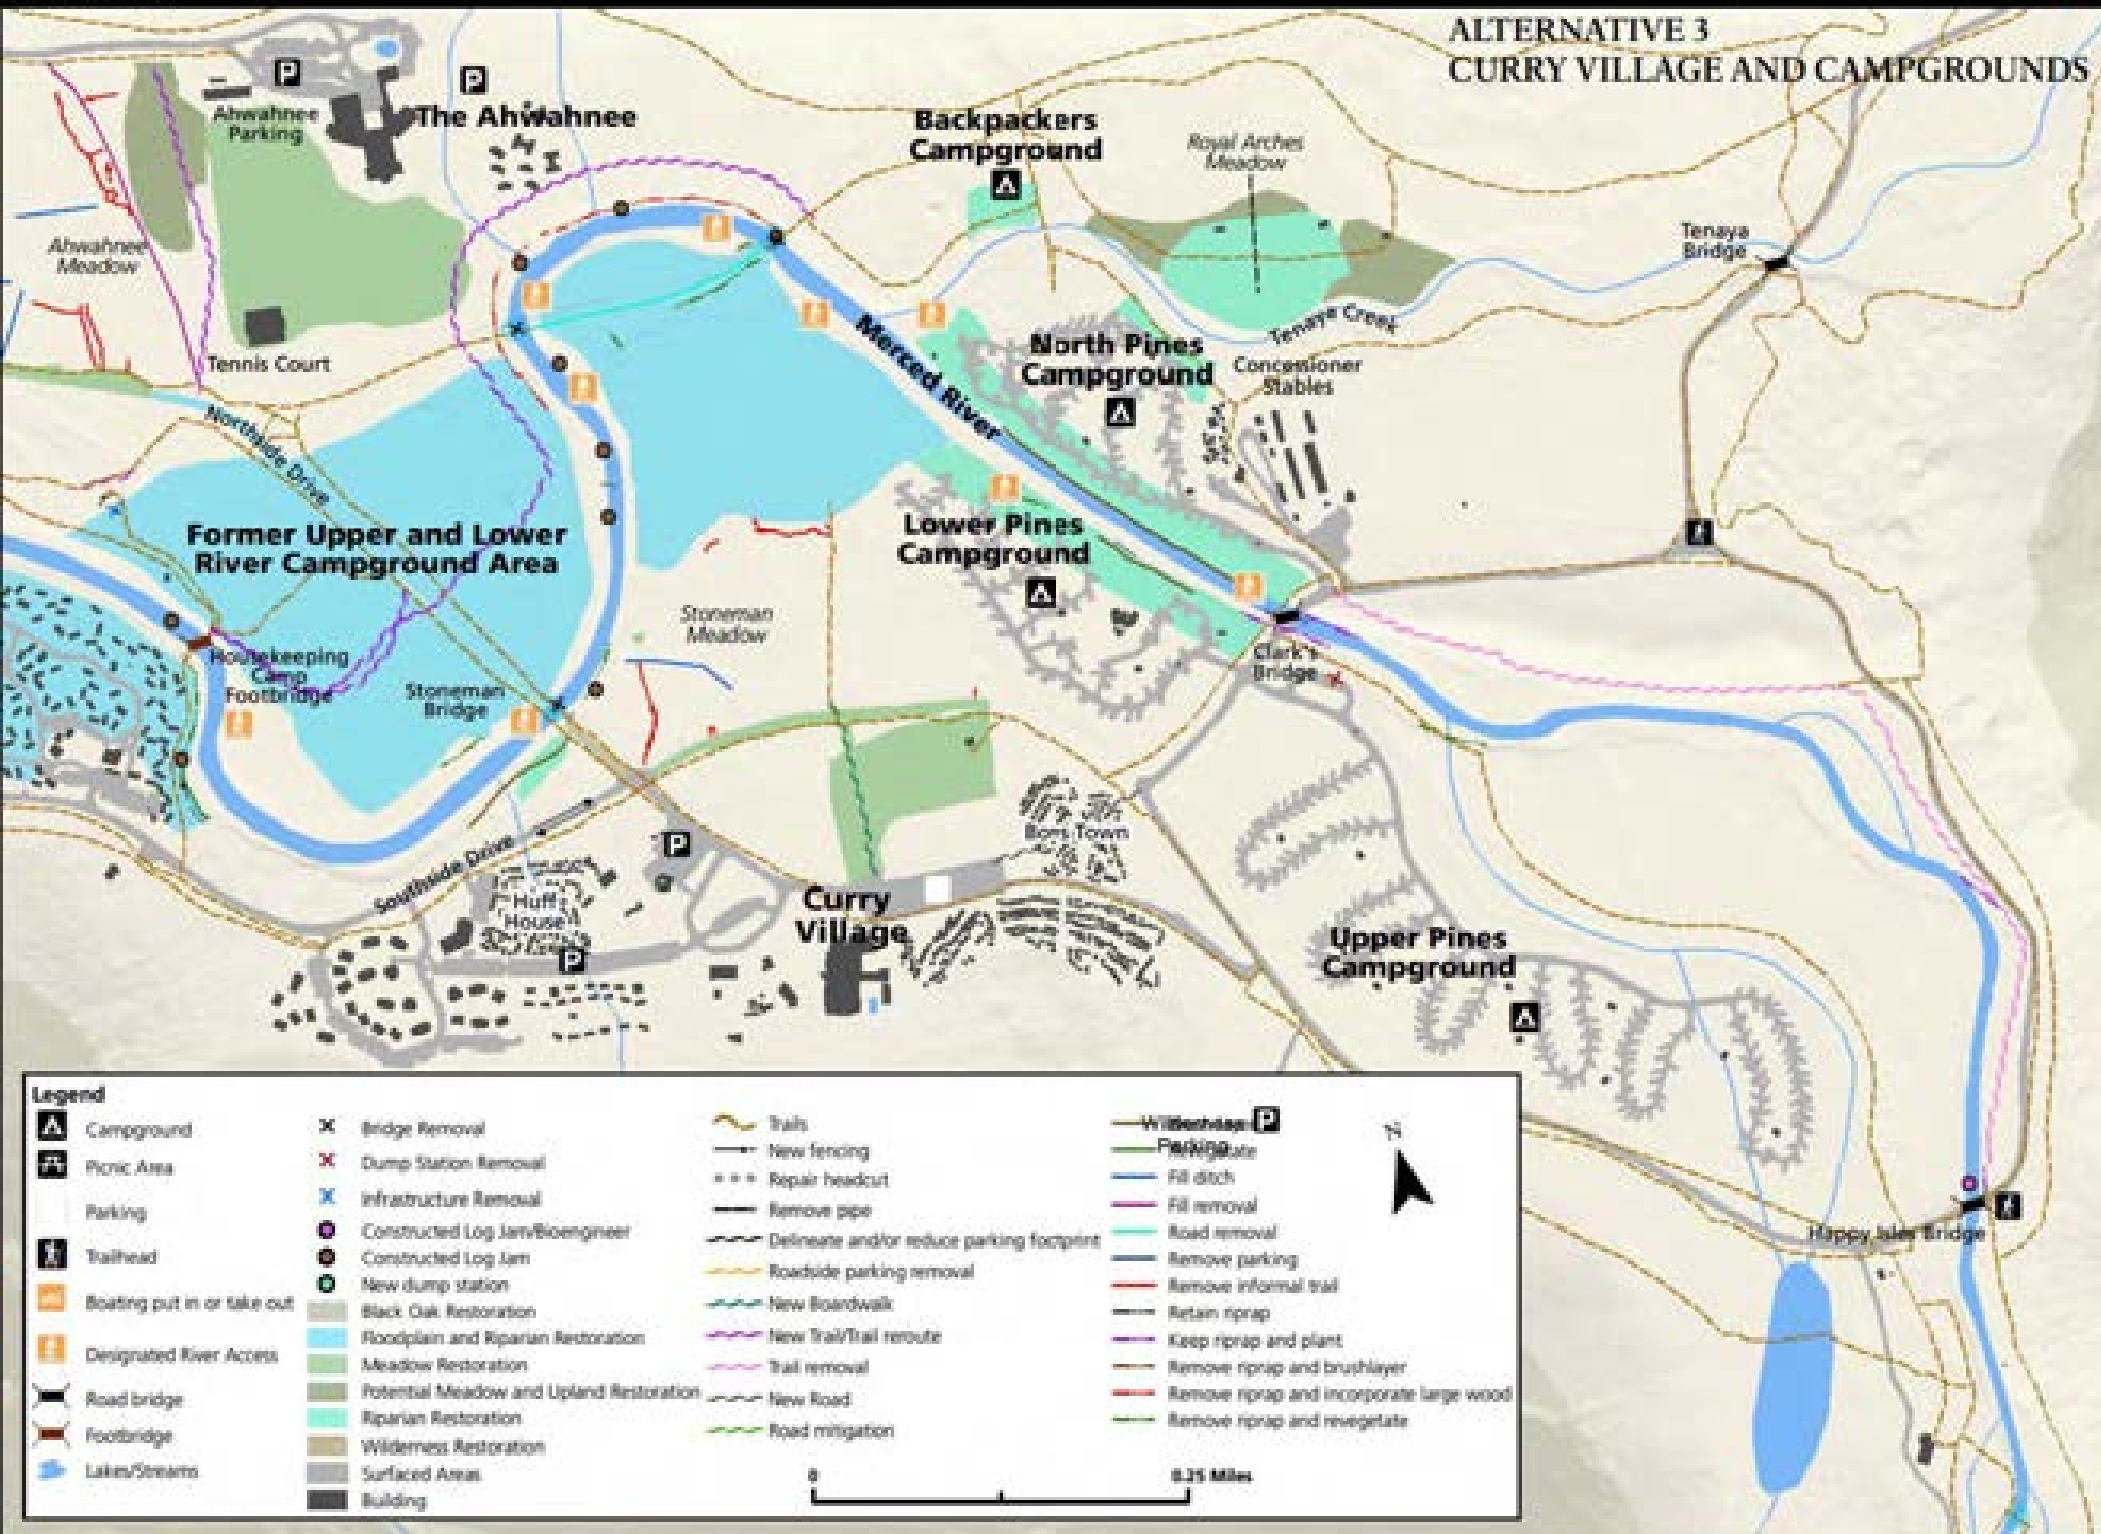 ALTERNATIVE 3
CURRY VILLAGE AND CAMPGROUNDS
Ahwahnee
Parking
The Ahwahnee
Backpackers
Campground
Royal Arches
Meadow
Tenaya
Bridge
Ahwahnee
Meadow
Tennis Court
Merced River
North Pines
Campground
Tenaya Creek
Concessioner
Stables
Northside Drive
Former Upper and Lower
River Campground Area
Lower Pines
Campground
Stoneman
Meadow
Housekeeping
Camp
Footbridge
Stoneman
Bridge
Clark's
Bridge
Southside Drive
Boys Town
Huff
House
Curry
Village
Upper Pines
Campground
Happy Isles Bridge
Legend
Campground
Picnic Area
Parking
Trailhead
Boating put in or take out
Designated River Access
Road bridge
Footbridge
Lakes/Streams
Bridge Removal
Dump Station Removal
Infrastructure Removal
Constructed Log Jam/Bioengineer
Constructed Log Jam
New dump station
Black Oak Restoration
Floodplain and Riparian Restoration
Meadow Restoration
Potential Meadow and Upland Restoration
Riparian Restoration
Wilderness Restoration
Surfaced Areas
Building
Trails
New fencing
Repair headcut
Remove pipe
Delineate and/or reduce parking footprint
Roadside parking removal
New Boardwalk
New Trail/Trail reroute
Trail removal
New Road
Road mitigation
Parking
Fill ditch
Fill removal
Road removal
Remove parking
Remove informal trail
Retain riprap
Keep riprap and plant
Remove riprap and brushlayer
Remove riprap and incorporate large wood
Remove riprap and revegetate
N
0 0.25 Miles